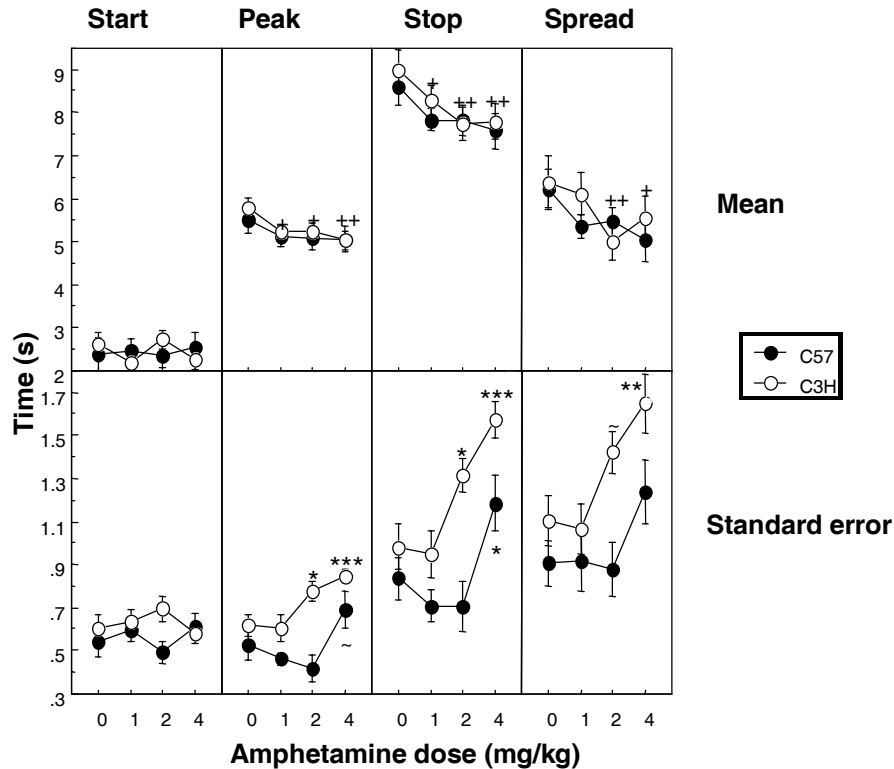 Start Peak Stop Spread
9
8
7
6
5
4
3
2
+ + ++
+ ++ ++
++ +
Mean
Time (s)
C57
C3H
1.7
1.5
1.3
1.1
.9
.7
.5
.3
* *** ~
* *** *
~ **
Standard error
0 1 2 4 0 1 2 4 0 1 2 4 0 1 2 4
Amphetamine dose (mg/kg)